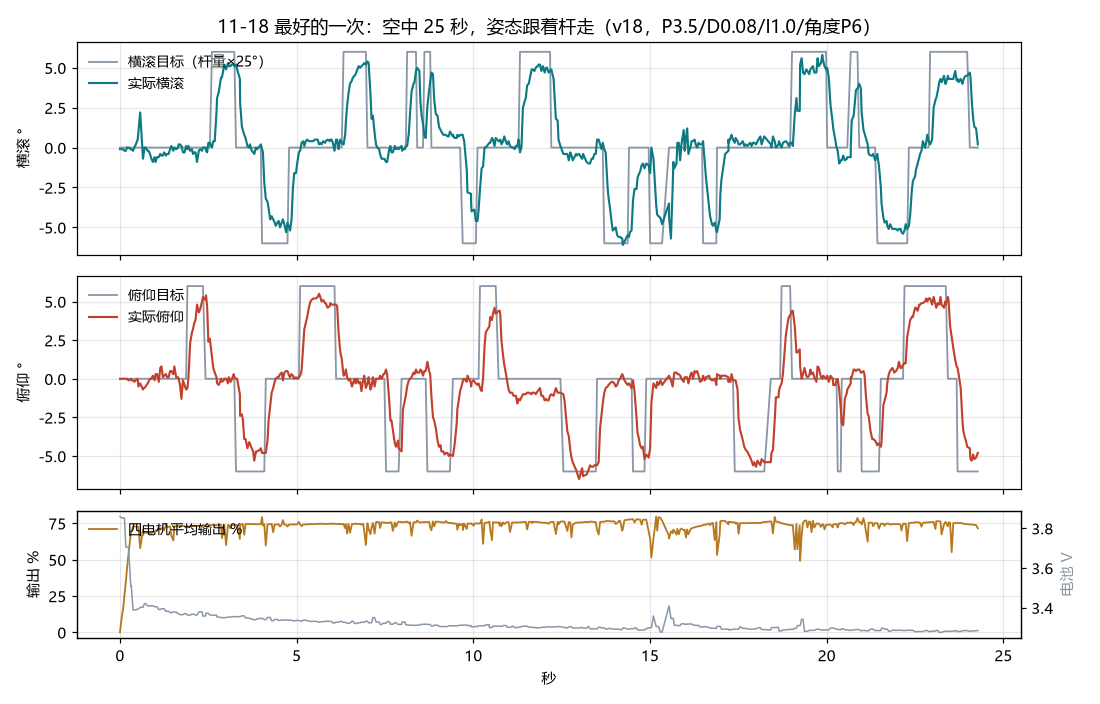 11-18 最好的一次：空中 25 秒，姿态跟着杆走（v18，P3.5/D0.08/I1.0/角度P6）
横滚目标（杆量×25°）
实际横滚
横滚 °
5.0
2.5
0.0
-2.5
-5.0
俯仰目标
实际俯仰
俯仰 °
5.0
2.5
0.0
-2.5
-5.0
四电机平均输出 %
输出 %
75
50
25
0
3.8
3.6
3.4
电池 V
0 5 10 15 20 25
秒